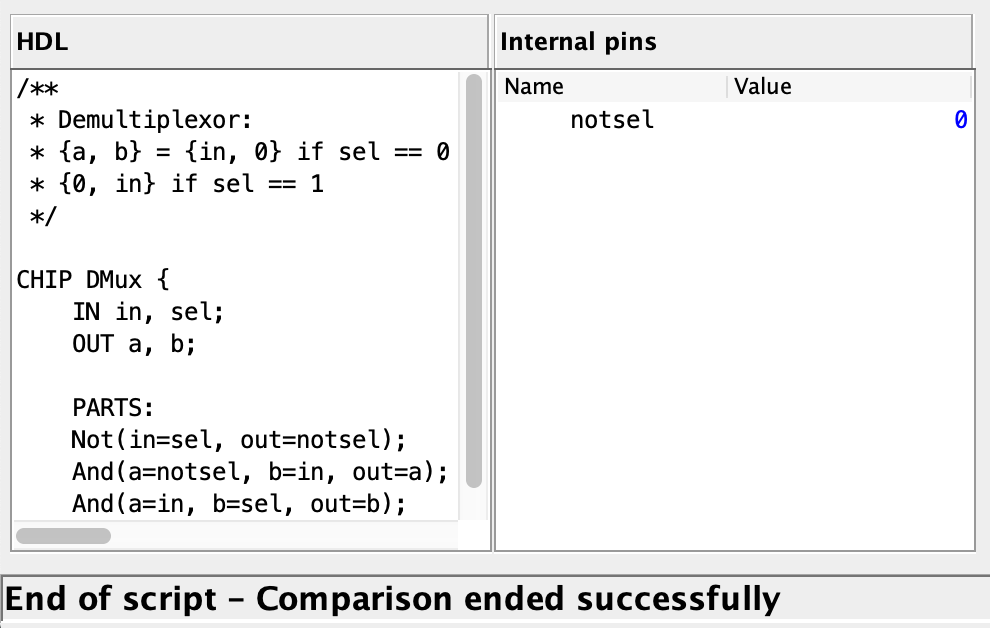 HDL
/**
 * Demultiplexor:
 * {a, b} = {in, 0} if sel == 0
 * {0, in} if sel == 1
 */
CHIP DMux {
    IN in, sel;
    OUT a, b;
    PARTS:
    Not(in=sel, out=notsel);
    And(a=notsel, b=in, out=a);
    And(a=in, b=sel, out=b);
Internal pins
Name Value
notsel 0
End of script – Comparison ended successfully